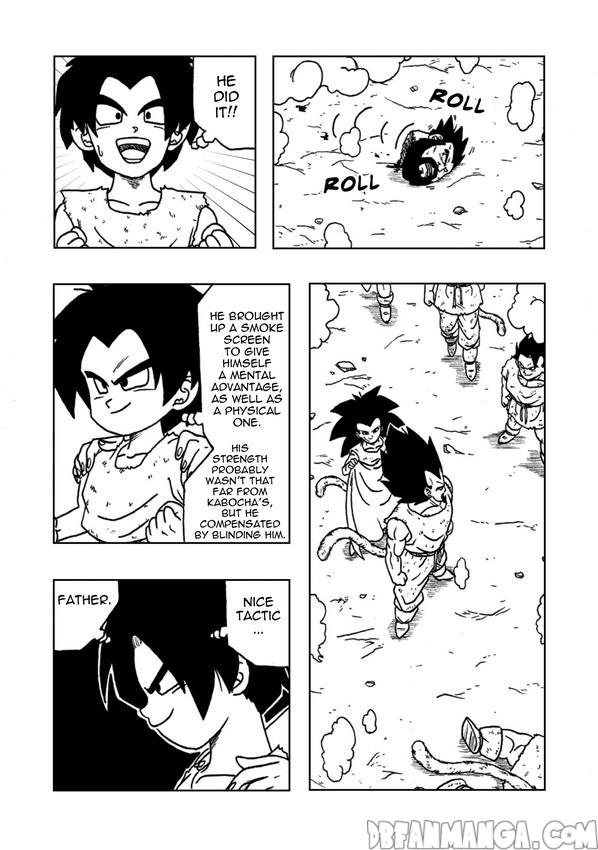 HE
DID
IT!!
ROLL
ROLL
HE BROUGHT
UP A SMOKE
SCREEN
TO GIVE
HIMSELF
A MENTAL
ADVANTAGE,
AS WELL AS
A PHYSICAL
ONE.
HIS
STRENGTH
PROBABLY
WASN'T THAT
FAR FROM
KABOCHA'S,
BUT HE
COMPENSATED
BY BLINDING HIM.
NICE
TACTIC
...
FATHER.
DBFANMANGA.COM